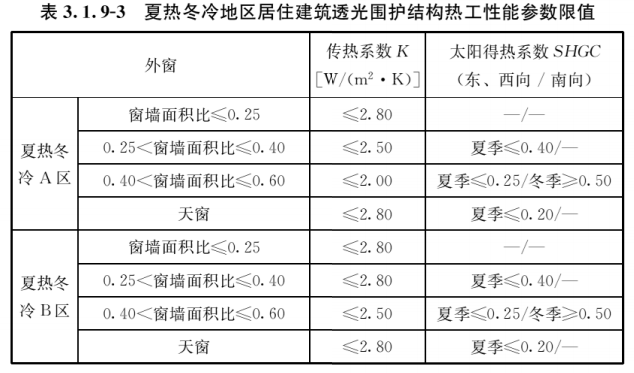 表 3.1.9-3 夏热冬冷地区居住建筑透光围护结构热工性能参数限值
外窗 传热系数 K [W/(m²·K)] 太阳得热系数 SHGC (东、西向 / 南向)
夏热冬冷 A 区 窗墙面积比≤0.25 ≤2.80 —/—
0.25<窗墙面积比≤0.40 ≤2.50 夏季≤0.40/—
0.40<窗墙面积比≤0.60 ≤2.00 夏季≤0.25/冬季≥0.50
天窗 ≤2.80 夏季≤0.20/—
夏热冬冷 B 区 窗墙面积比≤0.25 ≤2.80 —/—
0.25<窗墙面积比≤0.40 ≤2.80 夏季≤0.40/—
0.40<窗墙面积比≤0.60 ≤2.50 夏季≤0.25/冬季≥0.50
天窗 ≤2.80 夏季≤0.20/—